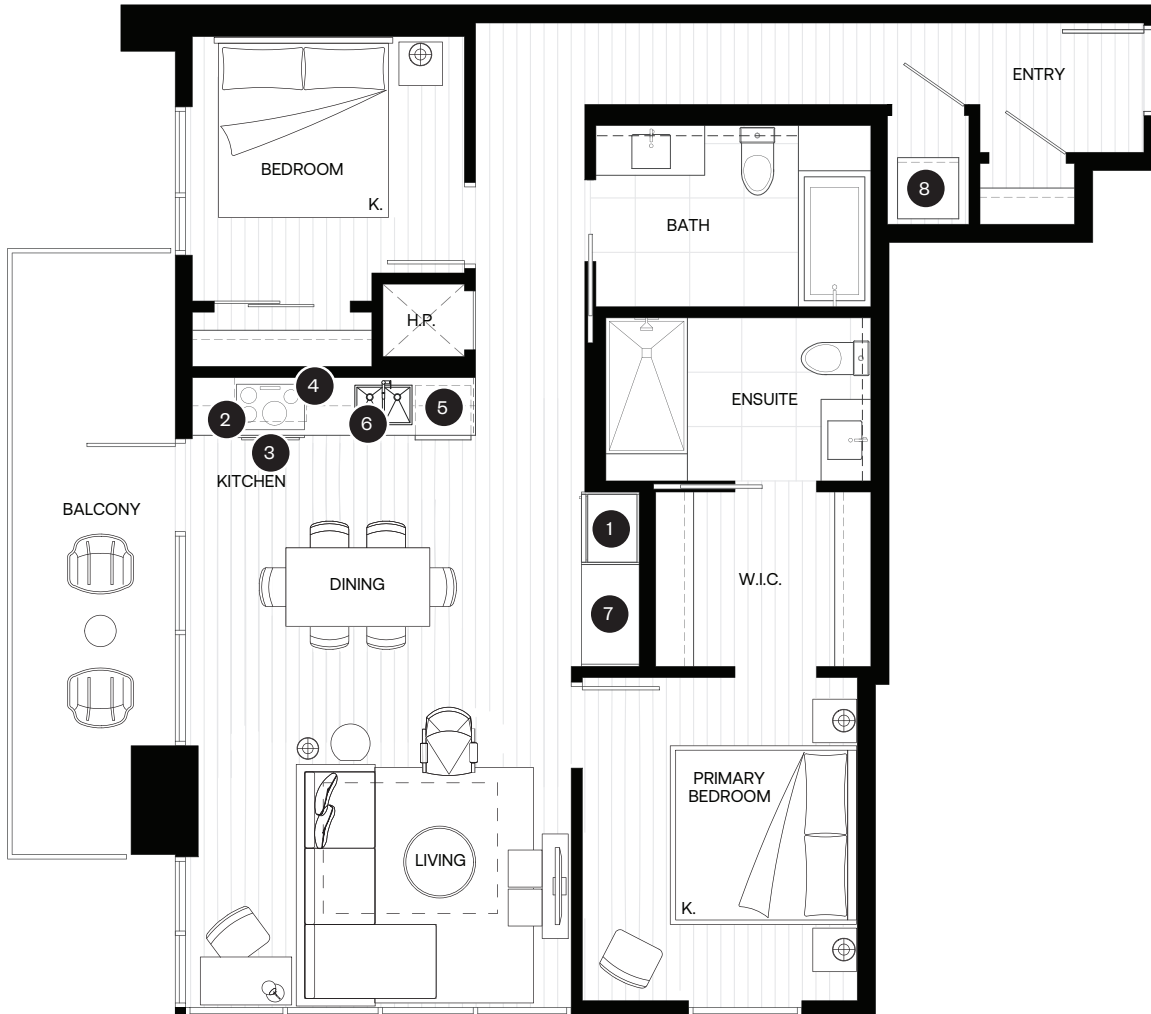 ENTRY
BEDROOM
K.
8
BATH
H.P.
4
ENSUITE
2
6
5
3
KITCHEN
BALCONY
1
DINING
W.I.C.
7
PRIMARY
BEDROOM
LIVING
K.